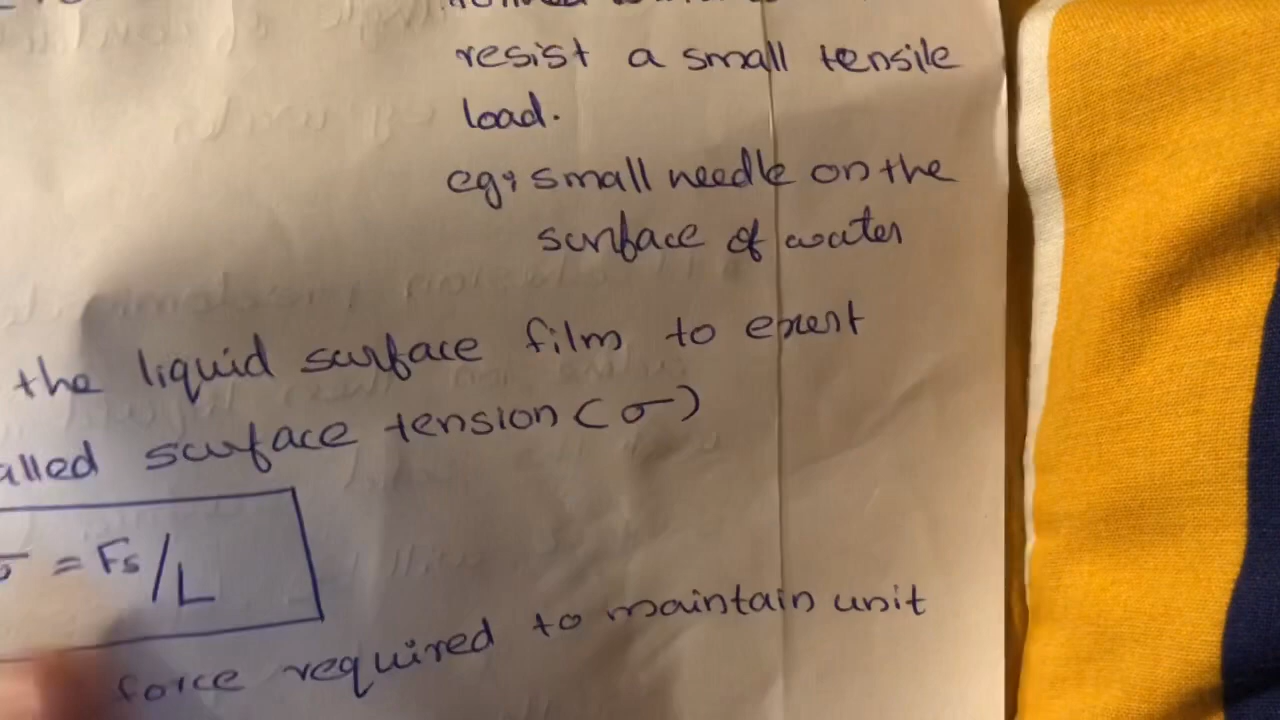 resist a small tensile
load.
eg: small needle on the
surface of water
the liquid surface film to exert
alled surface tension (σ)
σ = Fs/L
force required to maintain unit